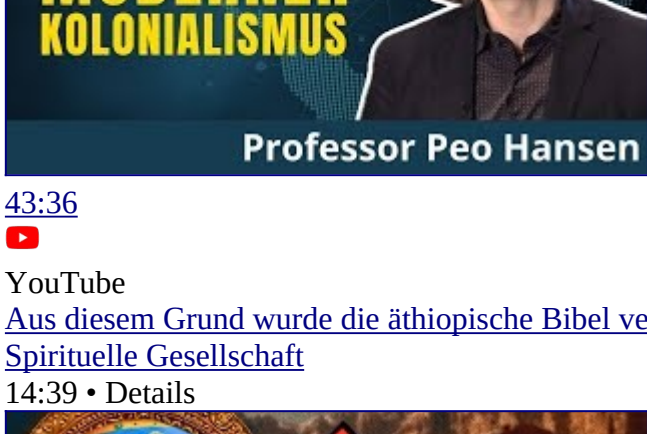 KOLONIALISMUS
Professor Peo Hansen
43:36
YouTube
Aus diesem Grund wurde die äthiopische Bibel
Spirituelle Gesellschaft
14:39 • Details